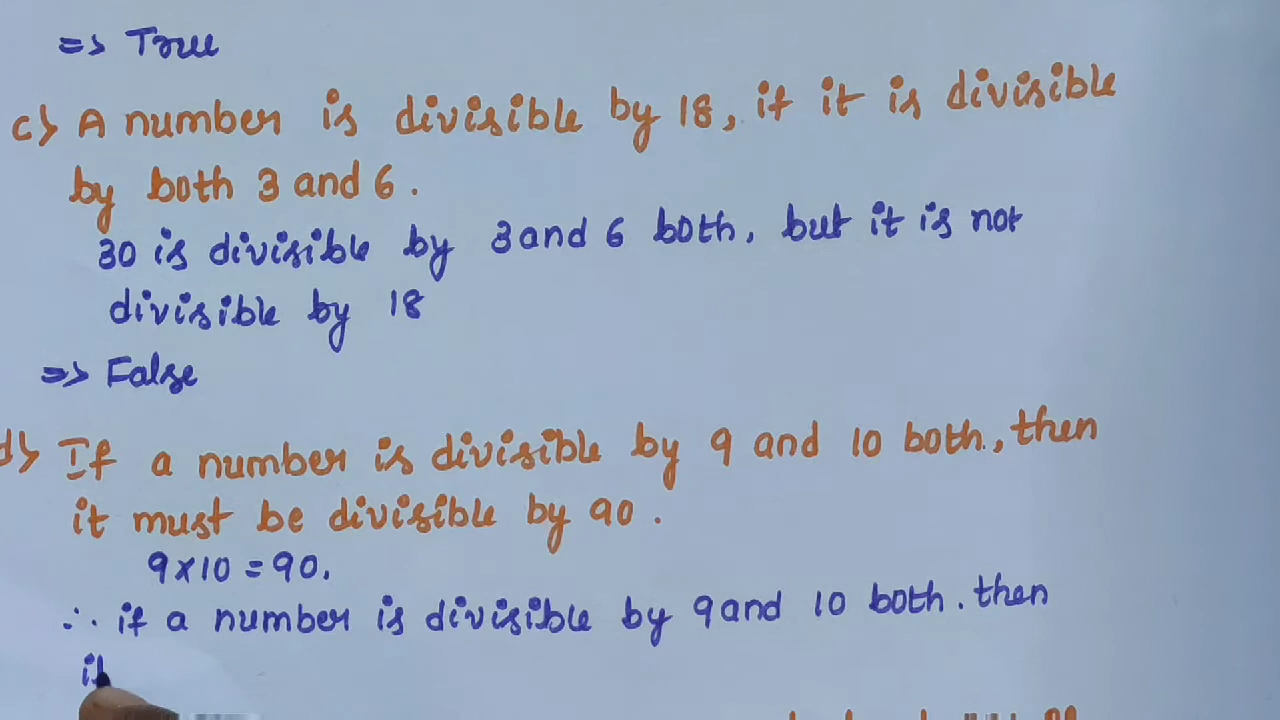 => True
c> A number is divisible by 18, if it is divisible
by both 3 and 6.
30 is divisible by 3 and 6 both, but it is not
divisible by 18
=> False
d> If a number is divisible by 9 and 10 both, then
it must be divisible by 90.
9×10 = 90.
∴ if a number is divisible by 9 and 10 both. then